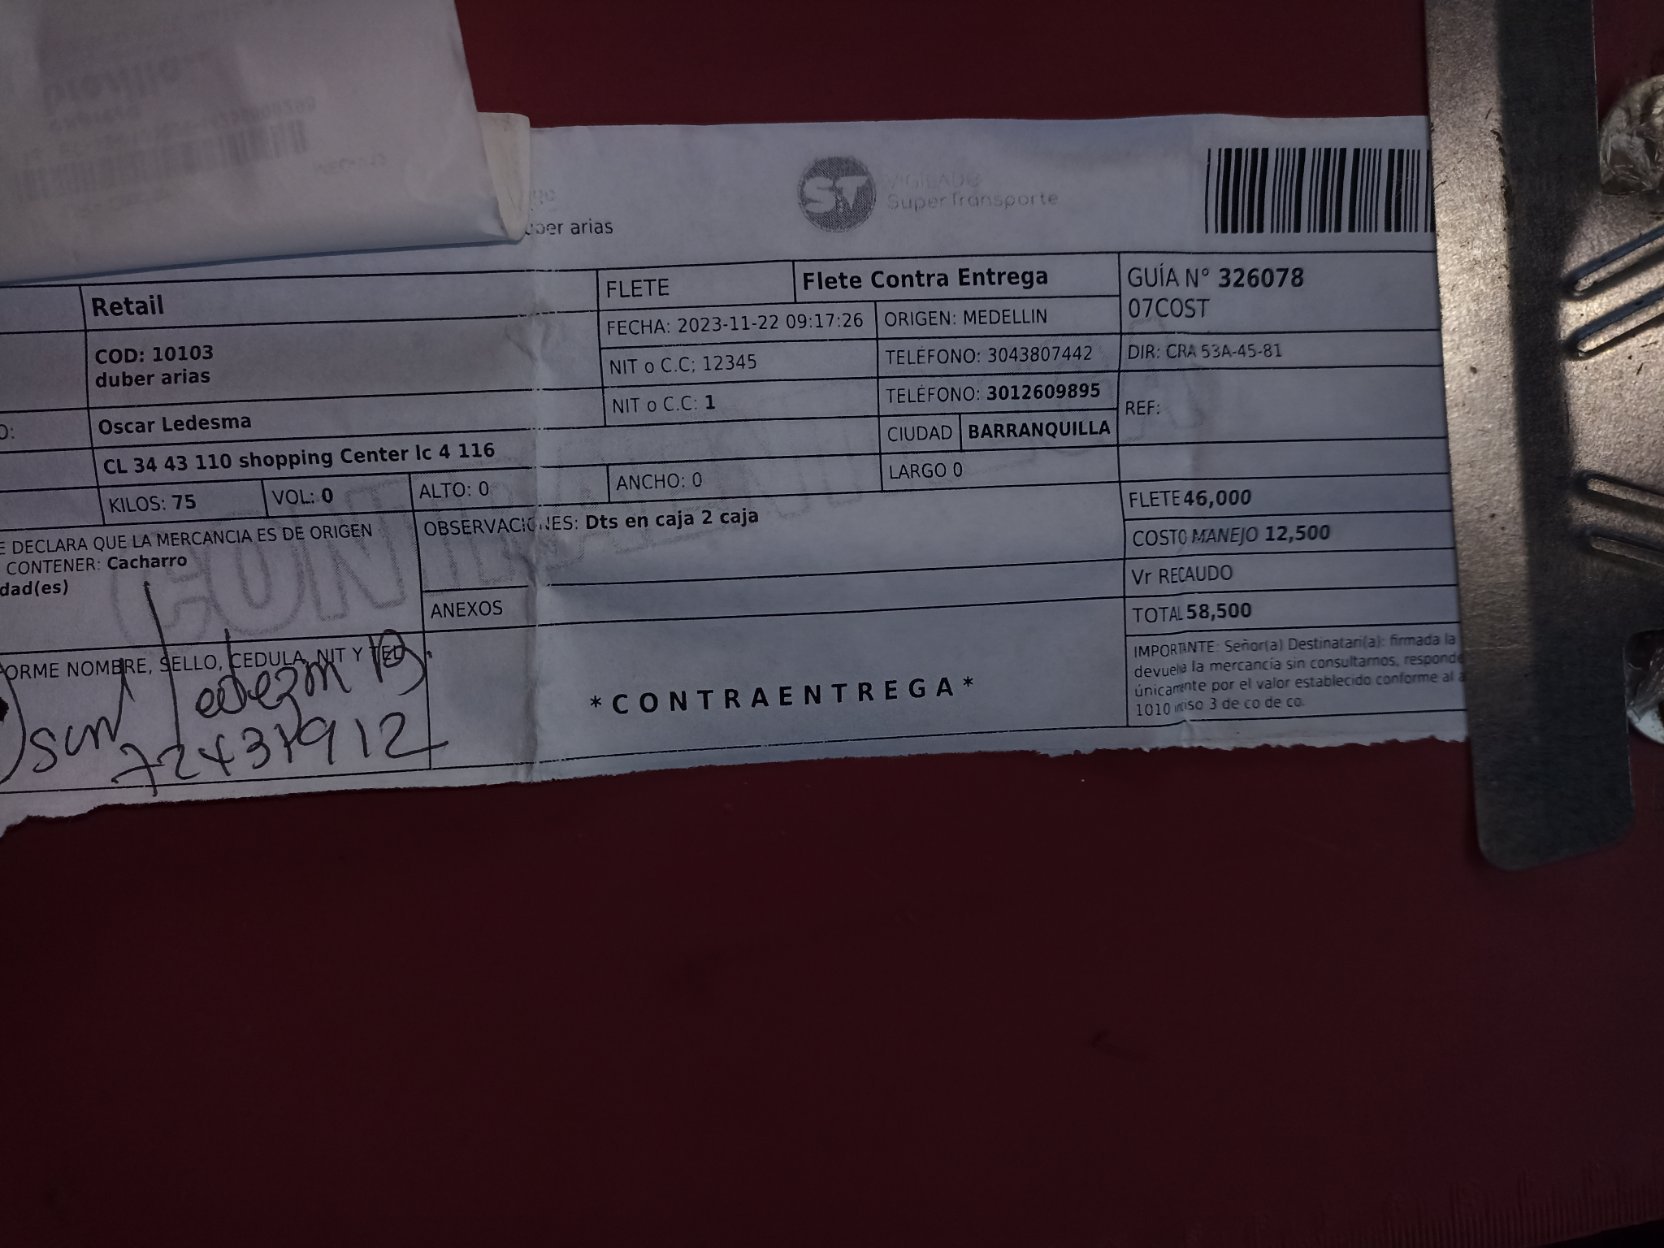 uber arias
ST
VIGILADO
SuperTransporte
Retail
FLETE
Flete Contra Entrega
GUÍA N° 326078
07COST
COD: 10103
duber arias
FECHA: 2023-11-22 09:17:26
ORIGEN: MEDELLIN
NIT o C.C; 12345
TELÉFONO: 3043807442
DIR: CRA 53A-45-81
O:
Oscar Ledesma
NIT o C.C: 1
TELÉFONO: 3012609895
REF:
CL 34 43 110 shopping Center lc 4 116
CIUDAD BARRANQUILLA
KILOS: 75
VOL: 0
ALTO: 0
ANCHO: 0
LARGO 0
FLETE 46,000
E DECLARA QUE LA MERCANCIA ES DE ORIGEN
CONTENER: Cacharro
dad(es)
OBSERVACIONES: Dts en caja 2 caja
COSTO MANEJO 12,500
Vr RECAUDO
ANEXOS
TOTAL 58,500
ORME NOMBRE, SELLO, CEDULA, NIT Y TED
72437912
*CONTRAENTREGA*
IMPORTANTE: Señor(a) Destinatari(a): firmada la
devuela la mercancía sin consultarnos, responde
únicamente por el valor establecido conforme al a
1010 inciso 3 de co de co